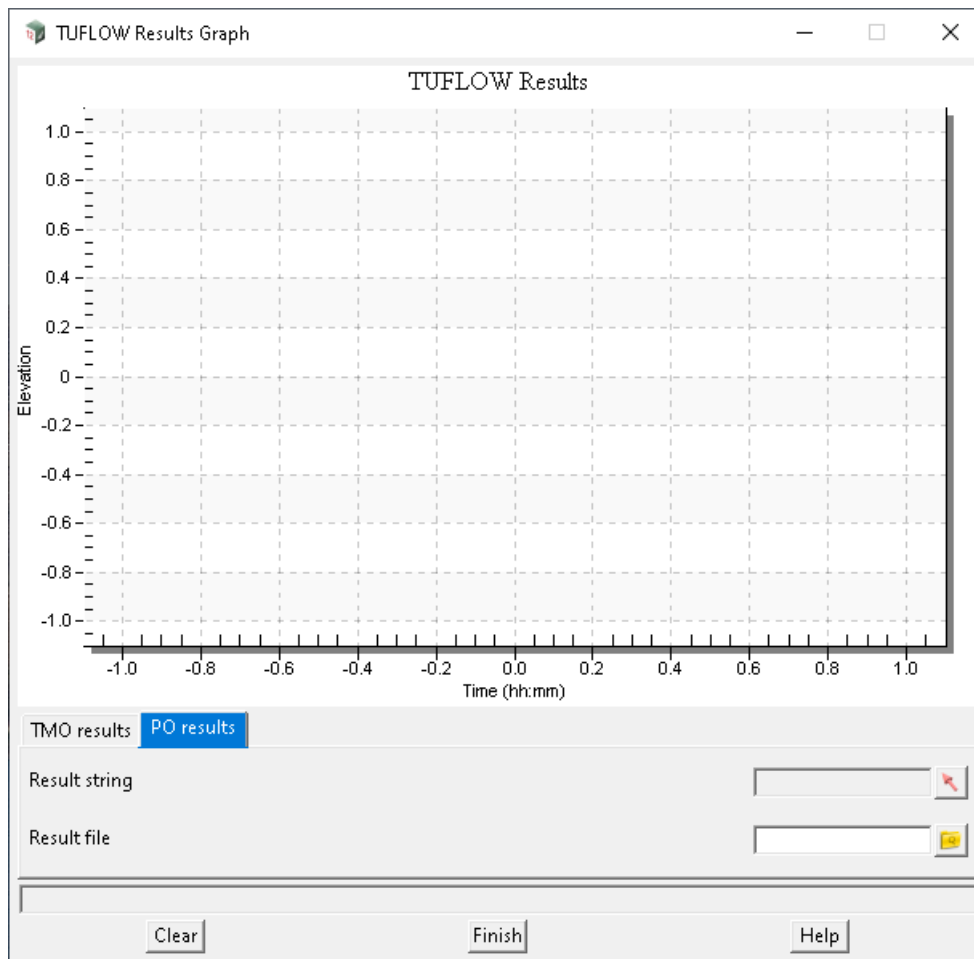 TUFLOW Results Graph
TUFLOW Results
1.0
0.8
0.6
0.4
0.2
0
-0.2
-0.4
-0.6
-0.8
-1.0
Elevation
-1.0 -0.8 -0.6 -0.4 -0.2 0.0 0.2 0.4 0.6 0.8 1.0
Time (hh:mm)
TMO results PO results
Result string
Result file
Clear Finish Help